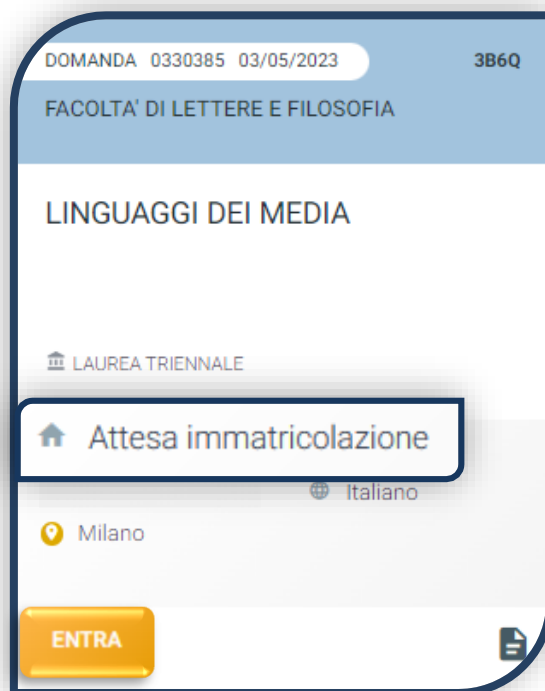 DOMANDA 0330385 03/05/2023 3B6Q
FACOLTA' DI LETTERE E FILOSOFIA
LINGUAGGI DEI MEDIA
LAUREA TRIENNALE
Attesa immatricolazione
Italiano
Milano
ENTRA